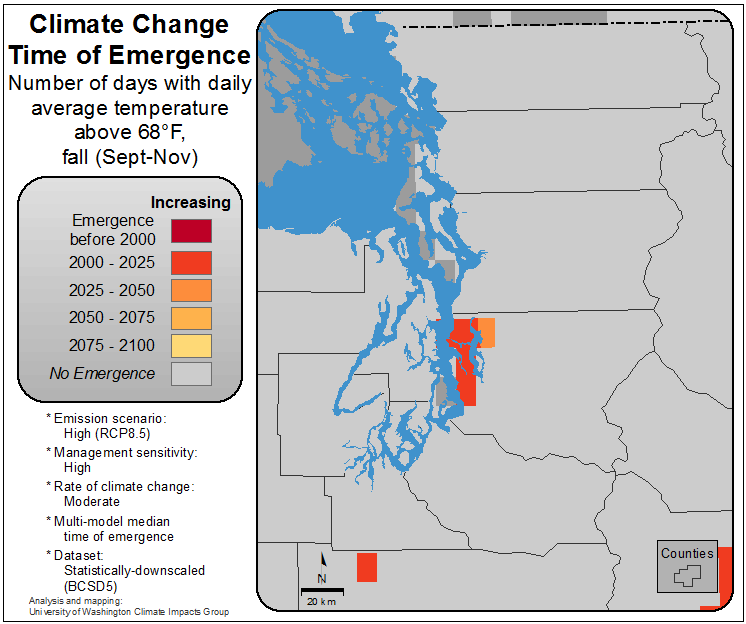 Climate Change
Time of Emergence
Number of days with daily
average temperature
above 68°F,
fall (Sept-Nov)
Increasing
Emergence
before 2000
2000 - 2025
2025 - 2050
2050 - 2075
2075 - 2100
No Emergence
* Emission scenario:
High (RCP8.5)
* Management sensitivity:
High
* Rate of climate change:
Moderate
* Multi-model median
time of emergence
* Dataset:
Statistically-downscaled
(BCSD5)
Analysis and mapping:
University of Washington Climate Impacts Group
N
20 km
Counties